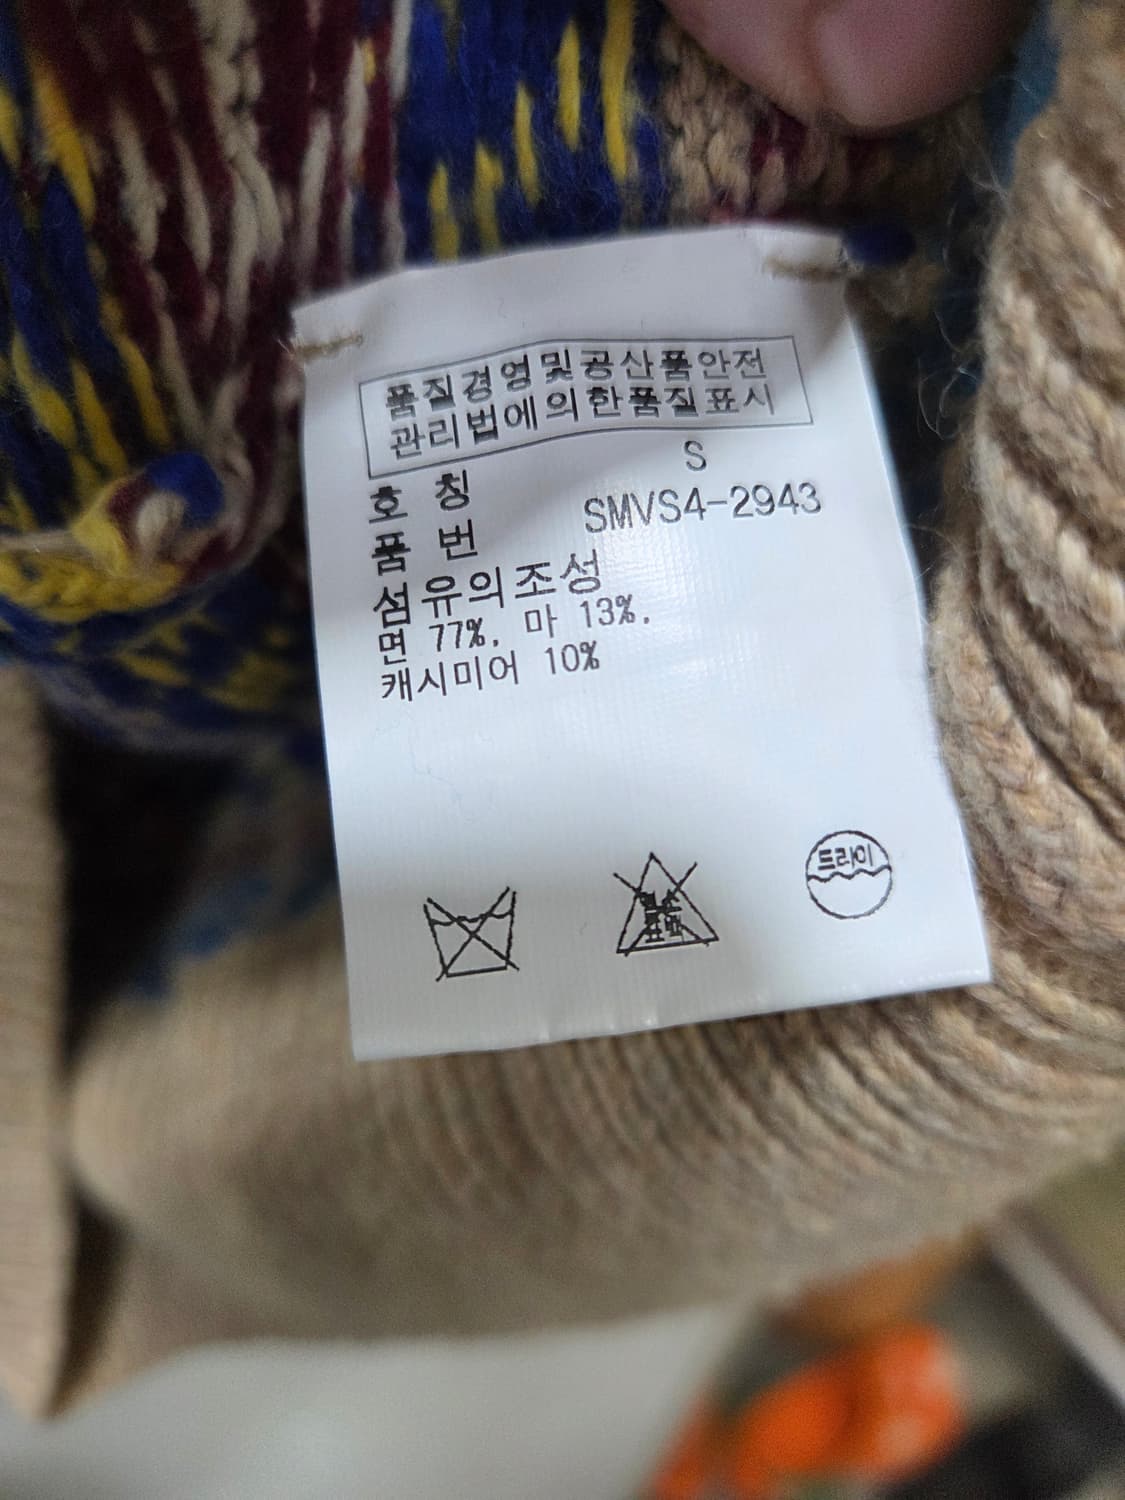 품질경영및공산품안전
관리법에의한품질표시
호 칭 S
품 번 SMVS4-2943
섬유의조성
면 77%, 마 13%,
캐시미어 10%
드라이